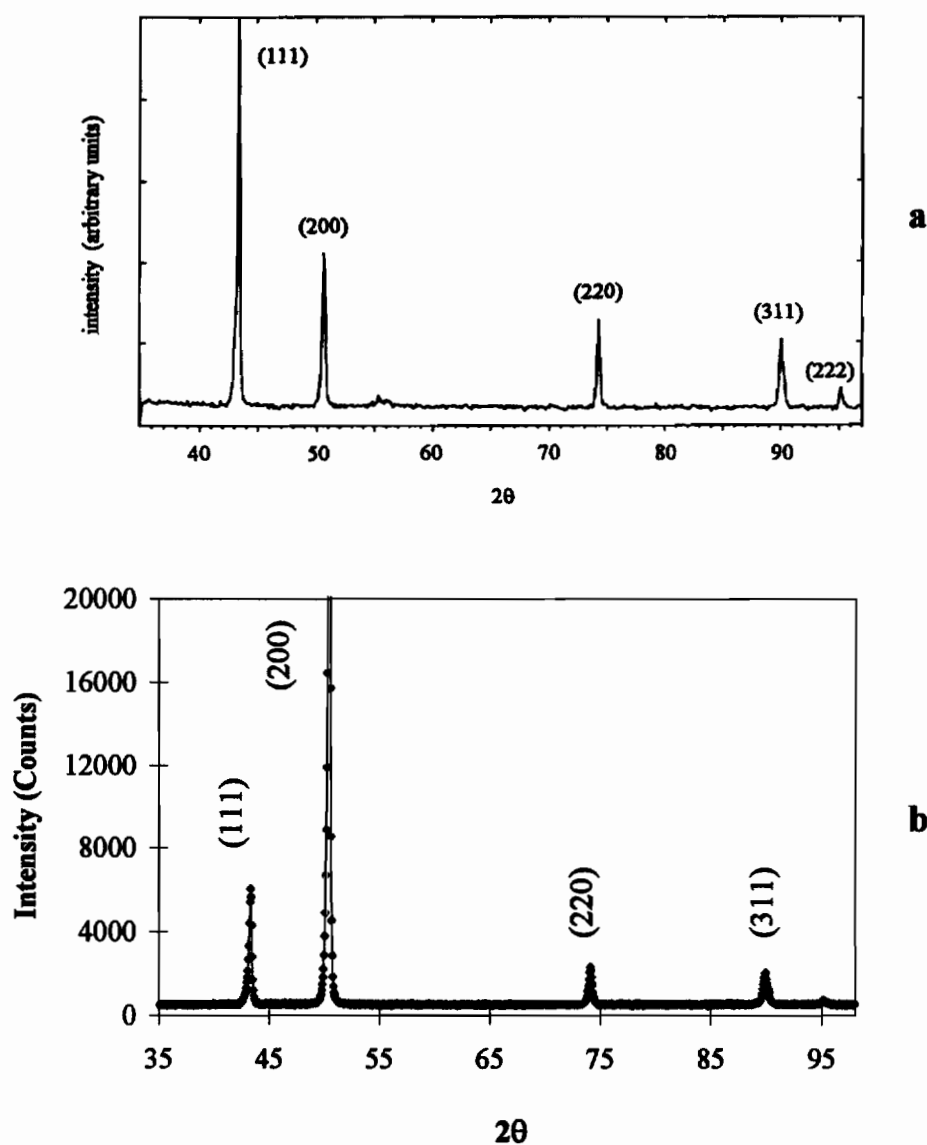 (111)
(200)
(220)
(311)
(222)
intensity (arbitrary units)
a
40 50 60 70 80 90
2θ
20000
16000
12000
8000
4000
0
Intensity (Counts)
(111)
(200)
(220)
(311)
b
35 45 55 65 75 85 95
2θ